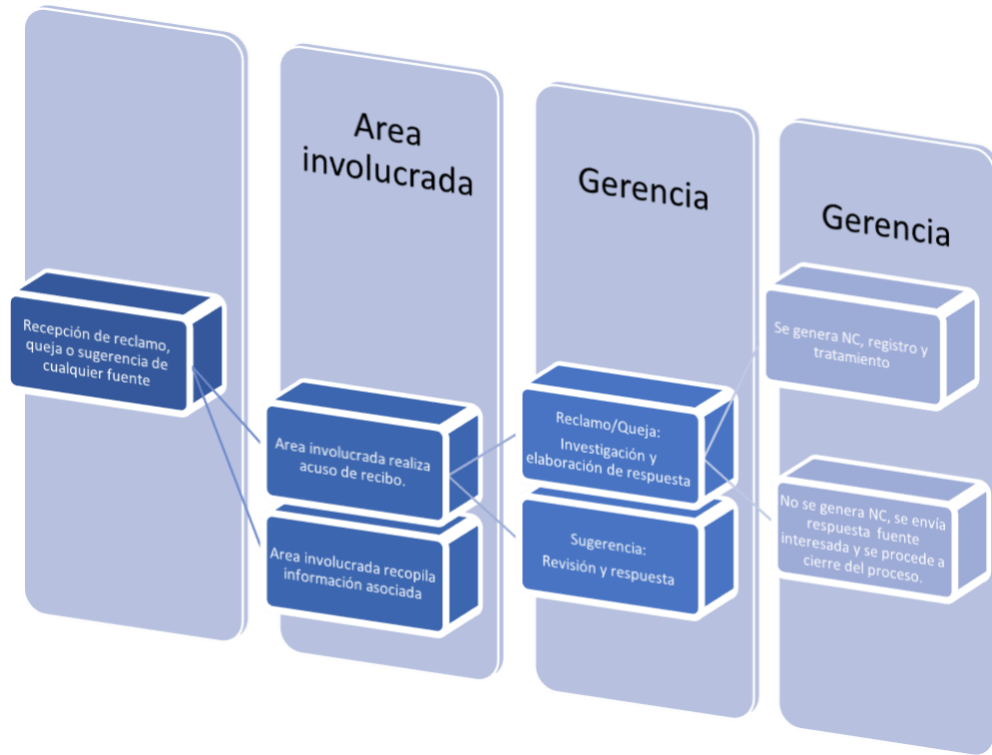 Recepción de reclamo,
queja o sugerencia de
cualquier fuente
Area
involucrada
Area involucrada realiza
acuso de recibo.
Area involucrada recopila
información asociada
Gerencia
Reclamo/Queja:
Investigación y
elaboración de respuesta
Sugerencia:
Revisión y respuesta
Gerencia
Se genera NC, registro y
tratamiento
No se genera NC, se envía
respuesta fuente
interesada y se procede a
cierre del proceso.